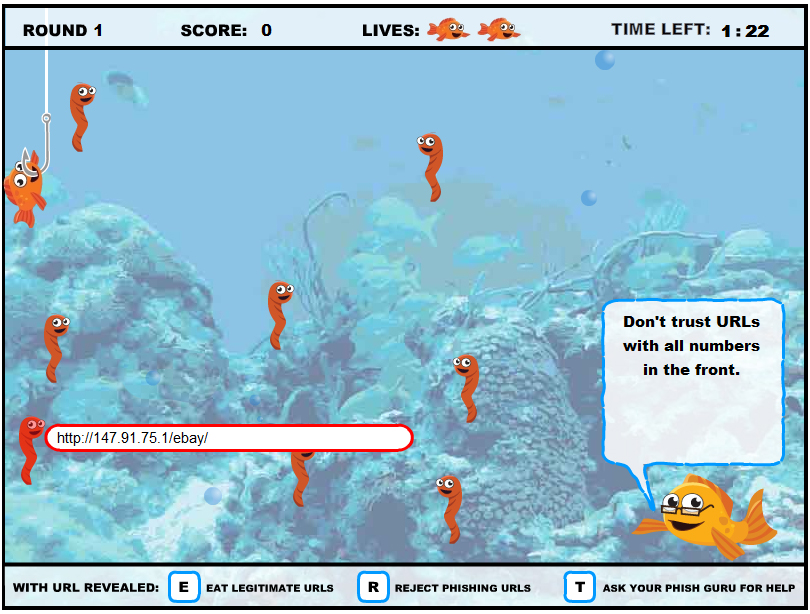 ROUND 1 SCORE: 0 LIVES: TIME LEFT: 1:22
Don't trust URLs
with all numbers
in the front.
http://147.91.75.1/ebay/
WITH URL REVEALED: E EAT LEGITIMATE URLS R REJECT PHISHING URLS T ASK YOUR PHISH GURU FOR HELP